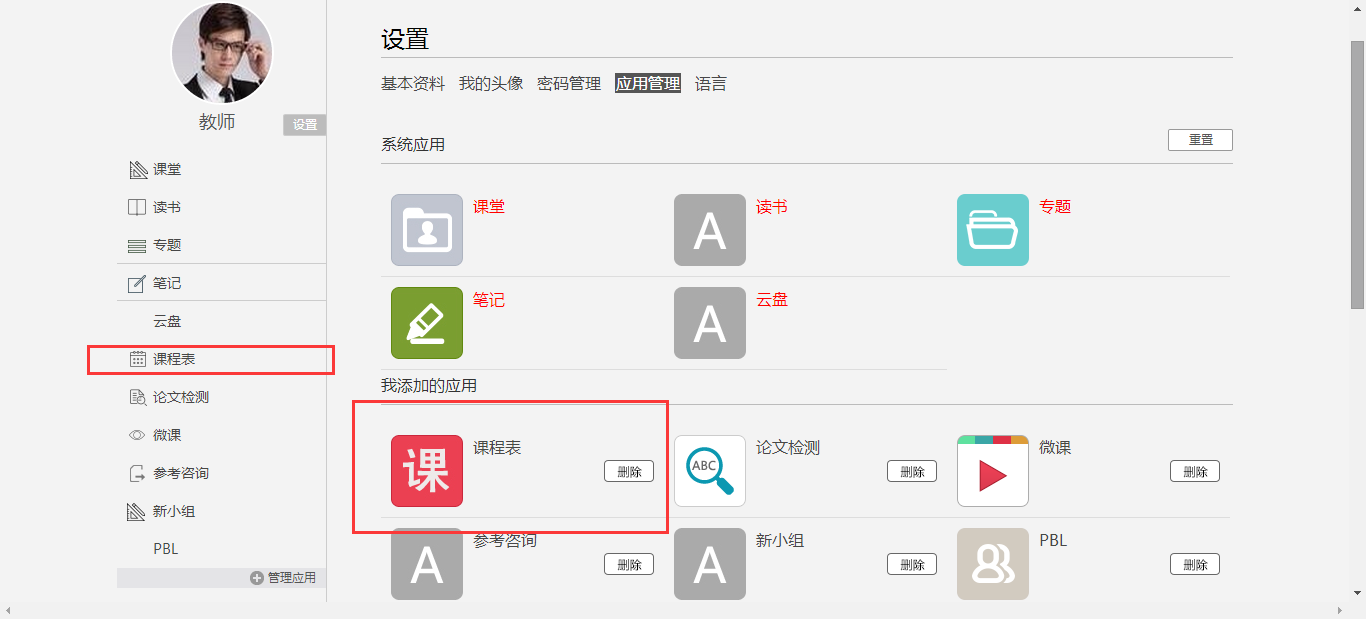 教师
设置
课堂
读书
专题
笔记
云盘
课程表
论文检测
微课
参考咨询
新小组
PBL
管理应用
设置
基本资料 我的头像 密码管理 应用管理 语言
系统应用 重置
课堂 A 读书 专题
笔记 A 云盘
我添加的应用
课 课程表 删除 ABC 论文检测 删除 微课 删除
A 参考咨询 删除 A 新小组 删除 PBL 删除